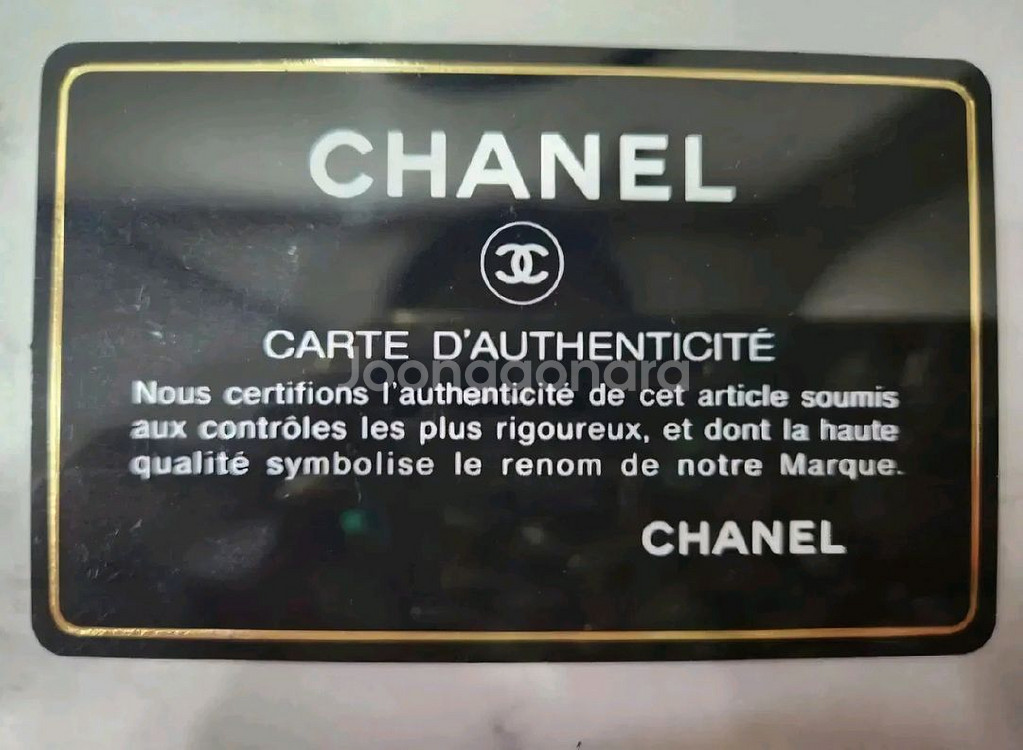 CHANEL
CARTE D'AUTHENTICITÉ
Joonggonara
Nous certifions l'authenticité de cet article soumis
aux contrôles les plus rigoureux, et dont la haute
qualité symbolise le renom de notre Marque.
CHANEL